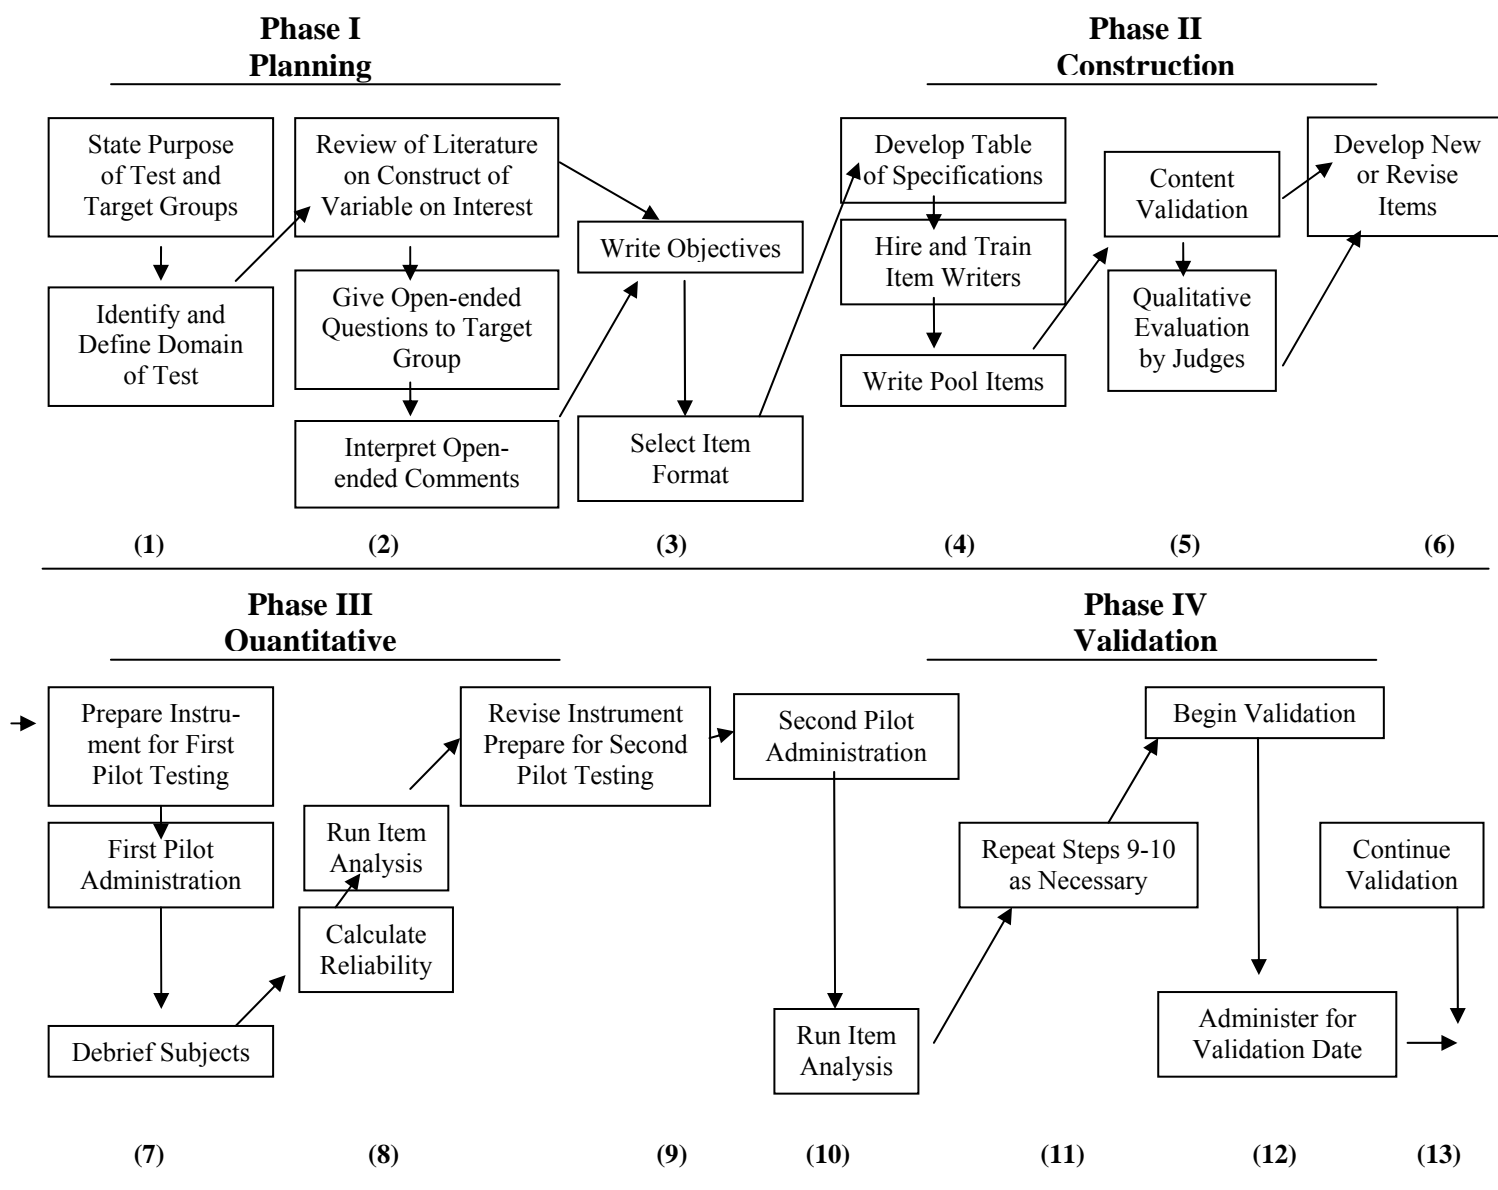 Phase I
Planning
Phase II
Construction
State Purpose
of Test and
Target Groups
Identify and
Define Domain
of Test
Review of Literature
on Construct of
Variable on Interest
Give Open-ended
Questions to Target
Group
Interpret Open-
ended Comments
Write Objectives
Select Item
Format
Develop Table
of Specifications
Hire and Train
Item Writers
Write Pool Items
Content
Validation
Qualitative
Evaluation
by Judges
Develop New
or Revise
Items
(1)
(2)
(3)
(4)
(5)
(6)
Phase III
Quantitative
Phase IV
Validation
Prepare Instru-
ment for First
Pilot Testing
First Pilot
Administration
Debrief Subjects
Run Item
Analysis
Calculate
Reliability
Revise Instrument
Prepare for Second
Pilot Testing
Second Pilot
Administration
Run Item
Analysis
Repeat Steps 9-10
as Necessary
Begin Validation
Administer for
Validation Date
Continue
Validation
(7)
(8)
(9)
(10)
(11)
(12)
(13)